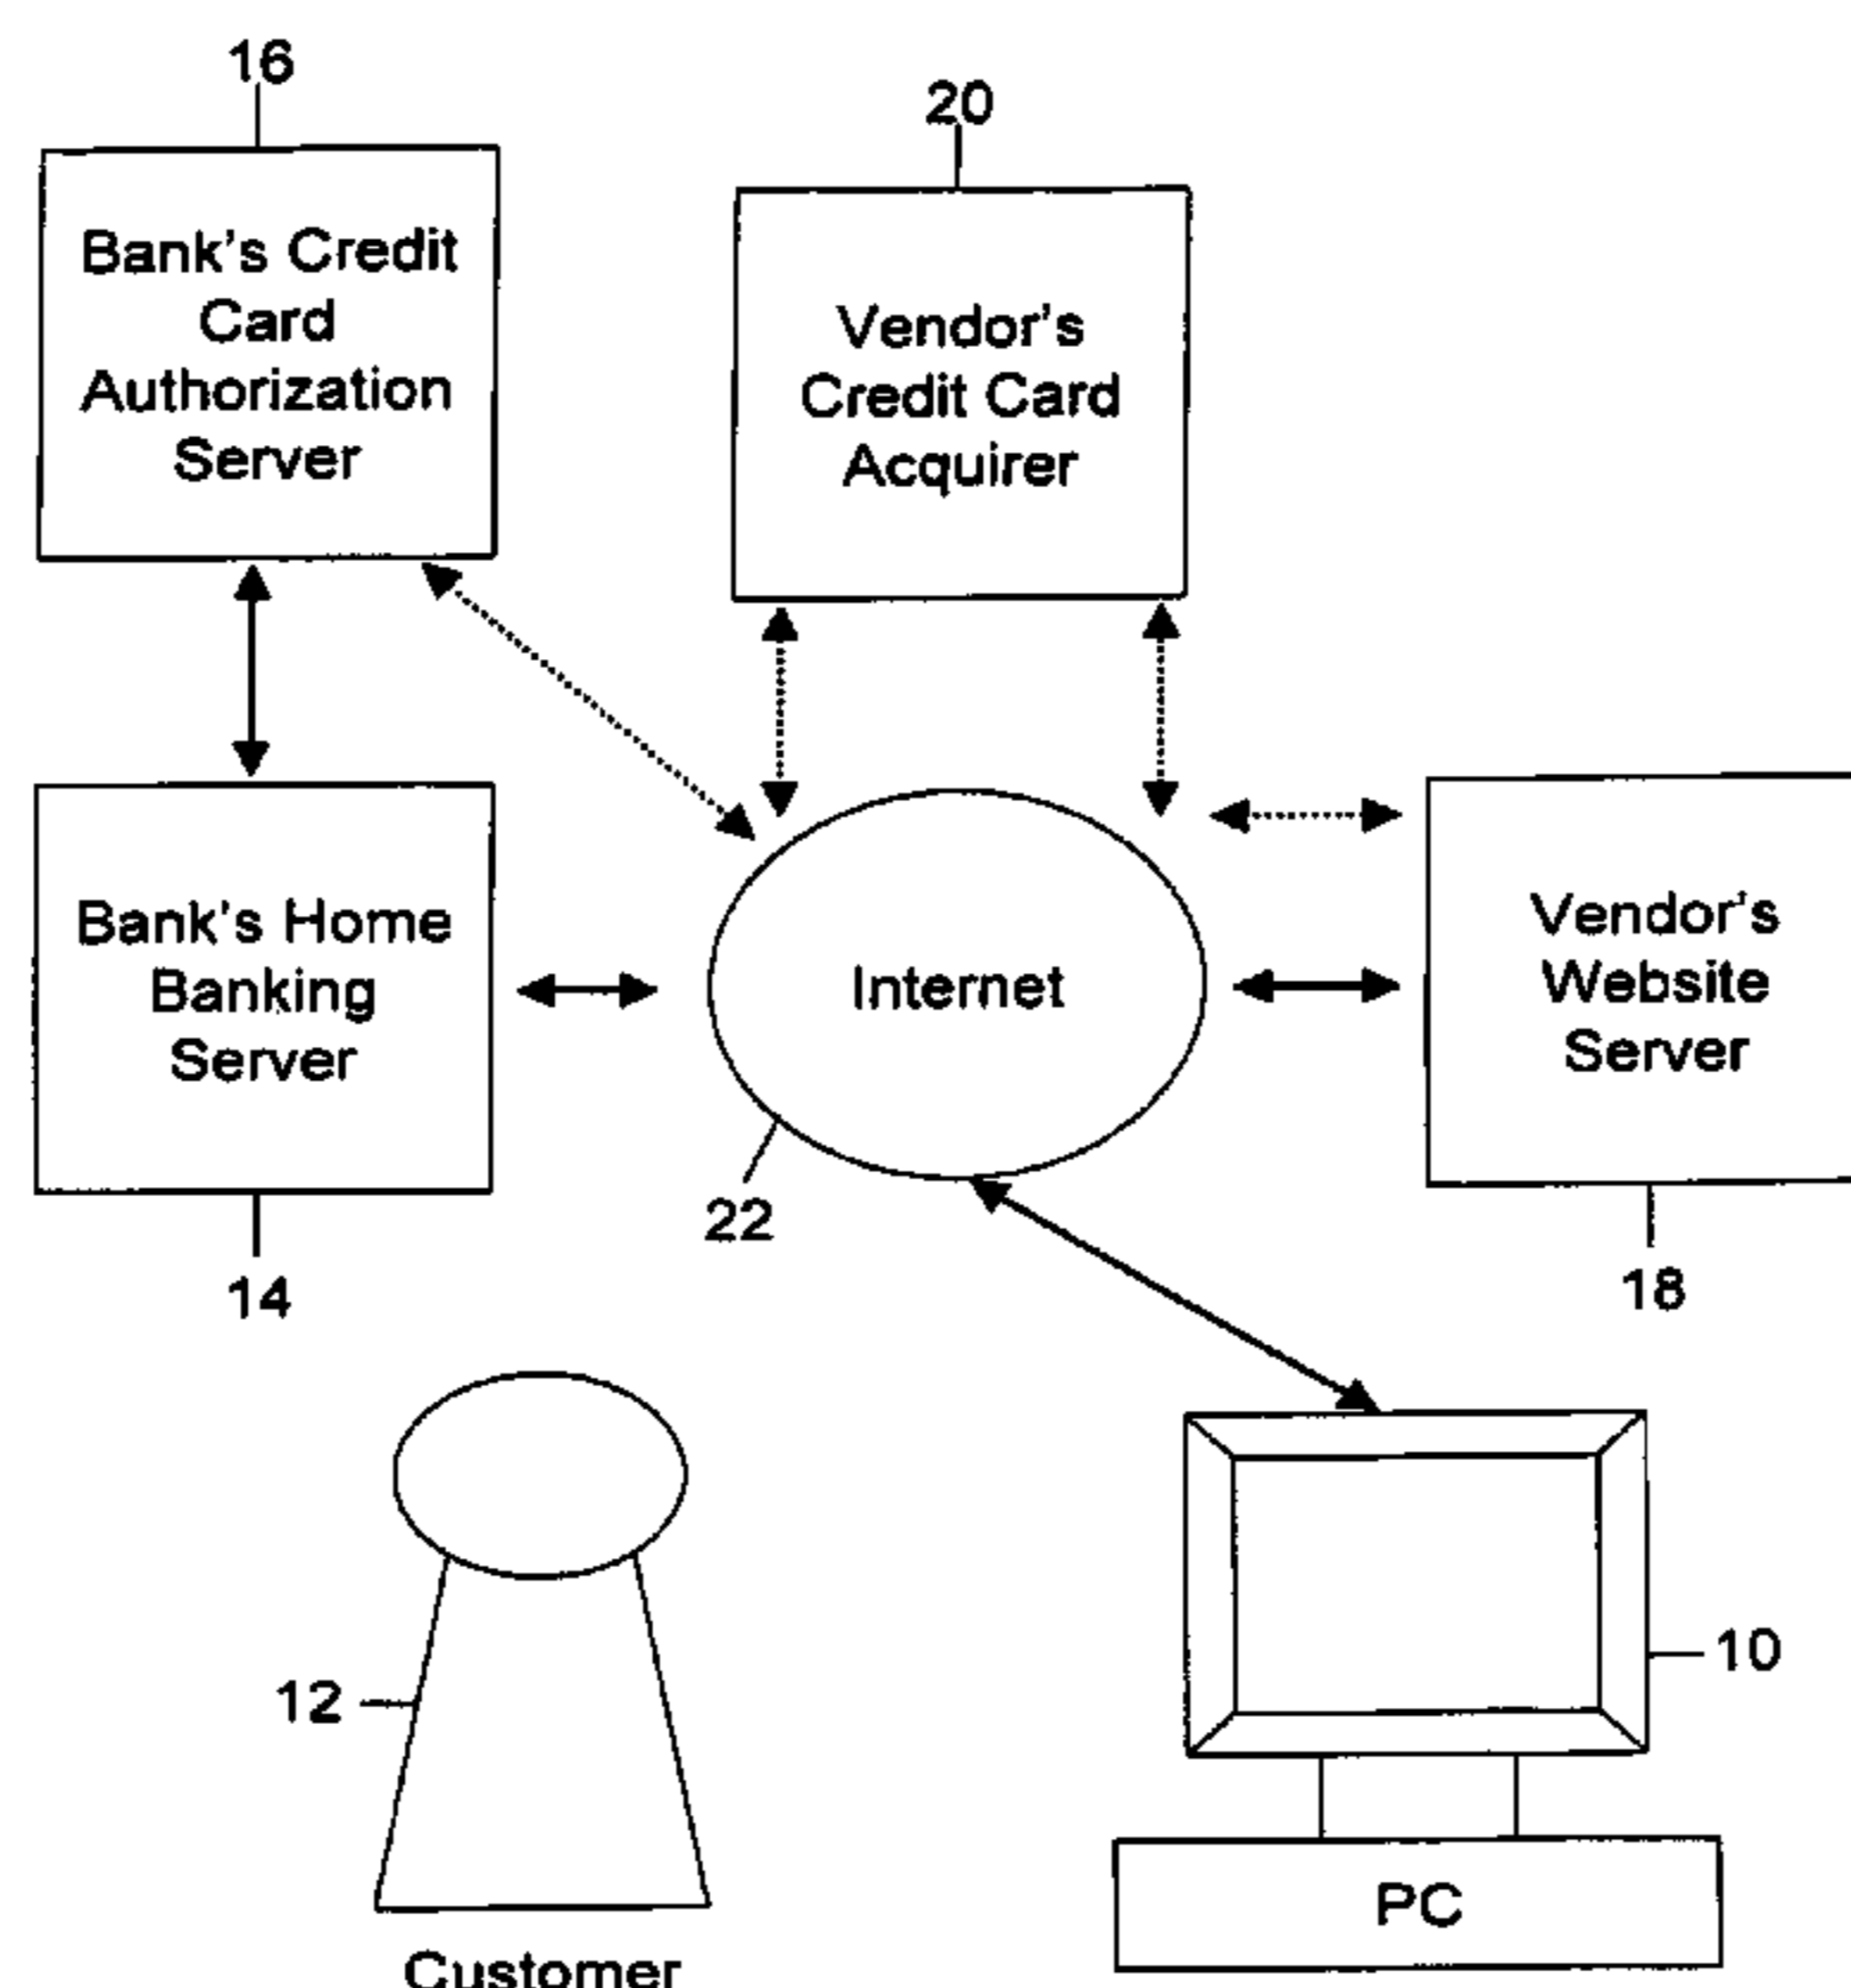 16
20
Bank's Credit
Card
Authorization
Server
Vendor's
Credit Card
Acquirer
Bank's Home
Banking
Server
Internet
Vendor's
Website
Server
22
14
18
12
10
PC
Customer